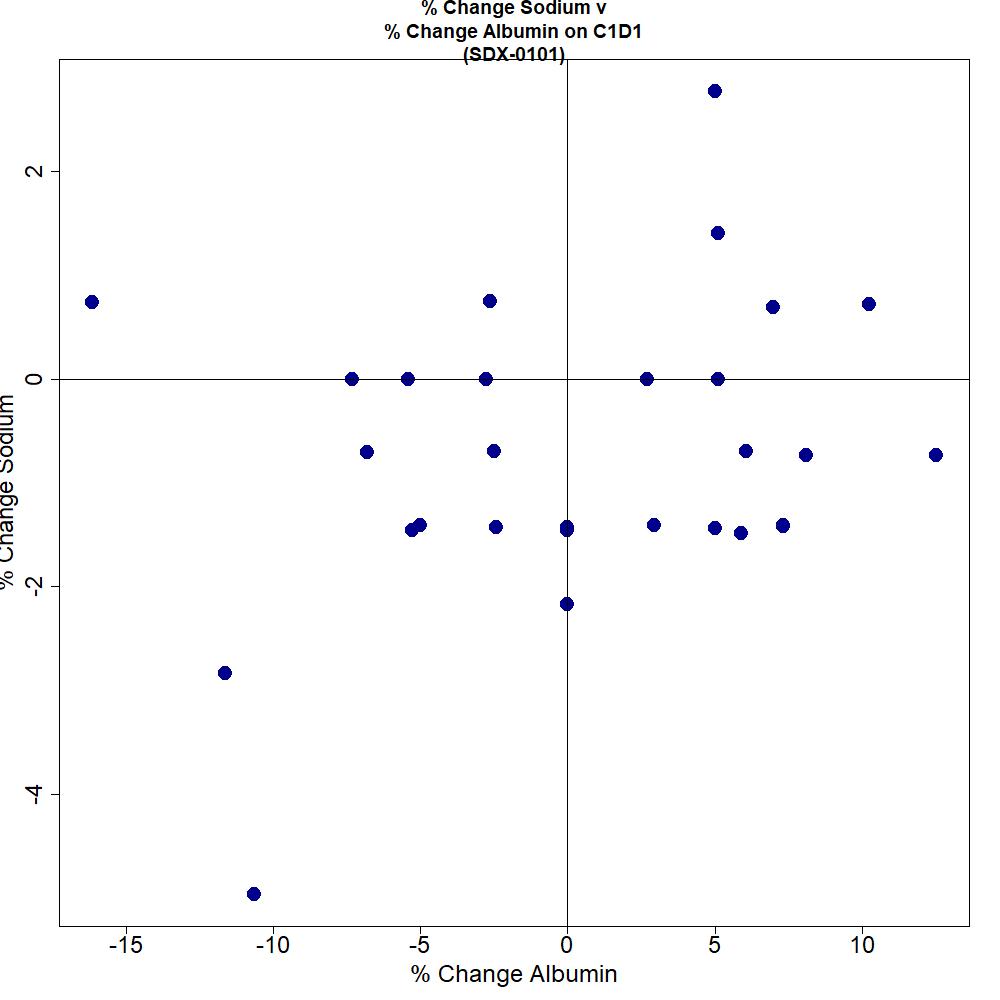 % Change Sodium v
% Change Albumin on C1D1
(SDX-0101)
% Change Sodium
2
0
-2
-4
-15
-10
-5
0
5
10
% Change Albumin